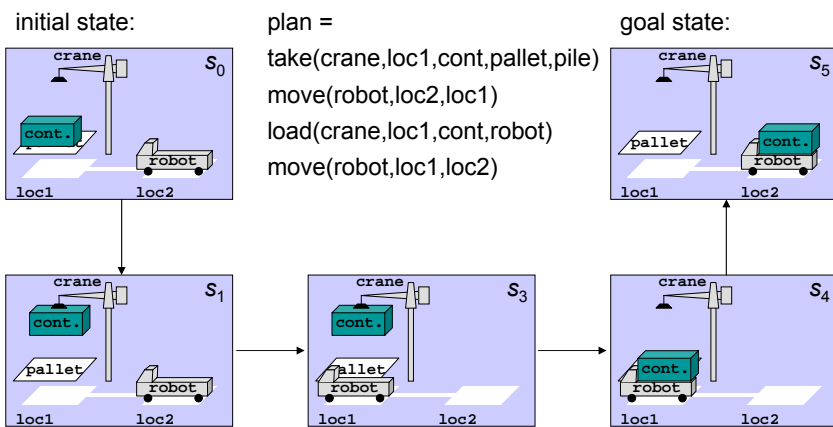 initial state:
crane
s0
cont.
robot
loc1 loc2
plan =
take(crane,loc1,cont,pallet,pile)
move(robot,loc2,loc1)
load(crane,loc1,cont,robot)
move(robot,loc1,loc2)
goal state:
crane
s5
pallet
cont.
robot
loc1 loc2
crane
s1
cont.
pallet
robot
loc1 loc2
crane
s3
cont.
allet
robot
loc1 loc2
crane
s4
cont.
robot
loc1 loc2